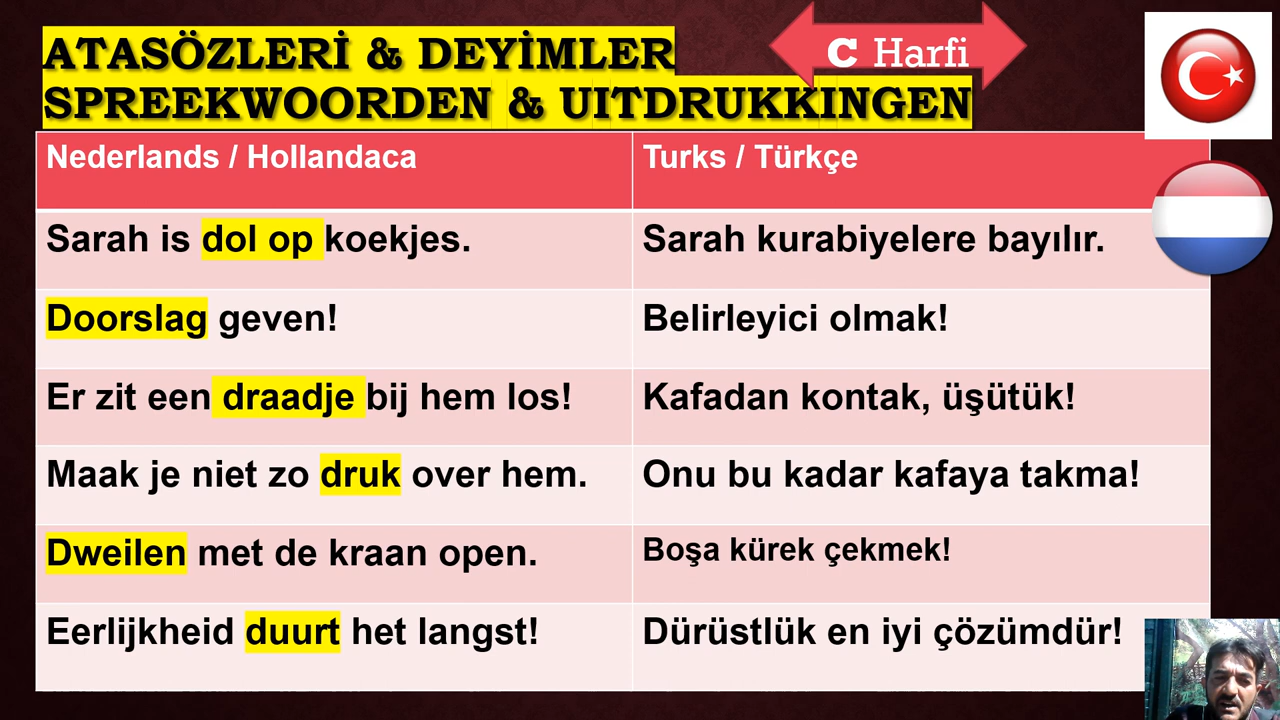 ATASÖZLERİ & DEYİMLER
C Harfi
SPREEKWOORDEN & UITDRUKKINGEN
Nederlands / Hollandaca
Turks / Türkçe
Sarah is dol op koekjes.
Sarah kurabiyelere bayılır.
Doorslag geven!
Belirleyici olmak!
Er zit een draadje bij hem los!
Kafadan kontak, üşütük!
Maak je niet zo druk over hem.
Onu bu kadar kafaya takma!
Dweilen met de kraan open.
Boşa kürek çekmek!
Eerlijkheid duurt het langst!
Dürüstlük en iyi çözümdür!